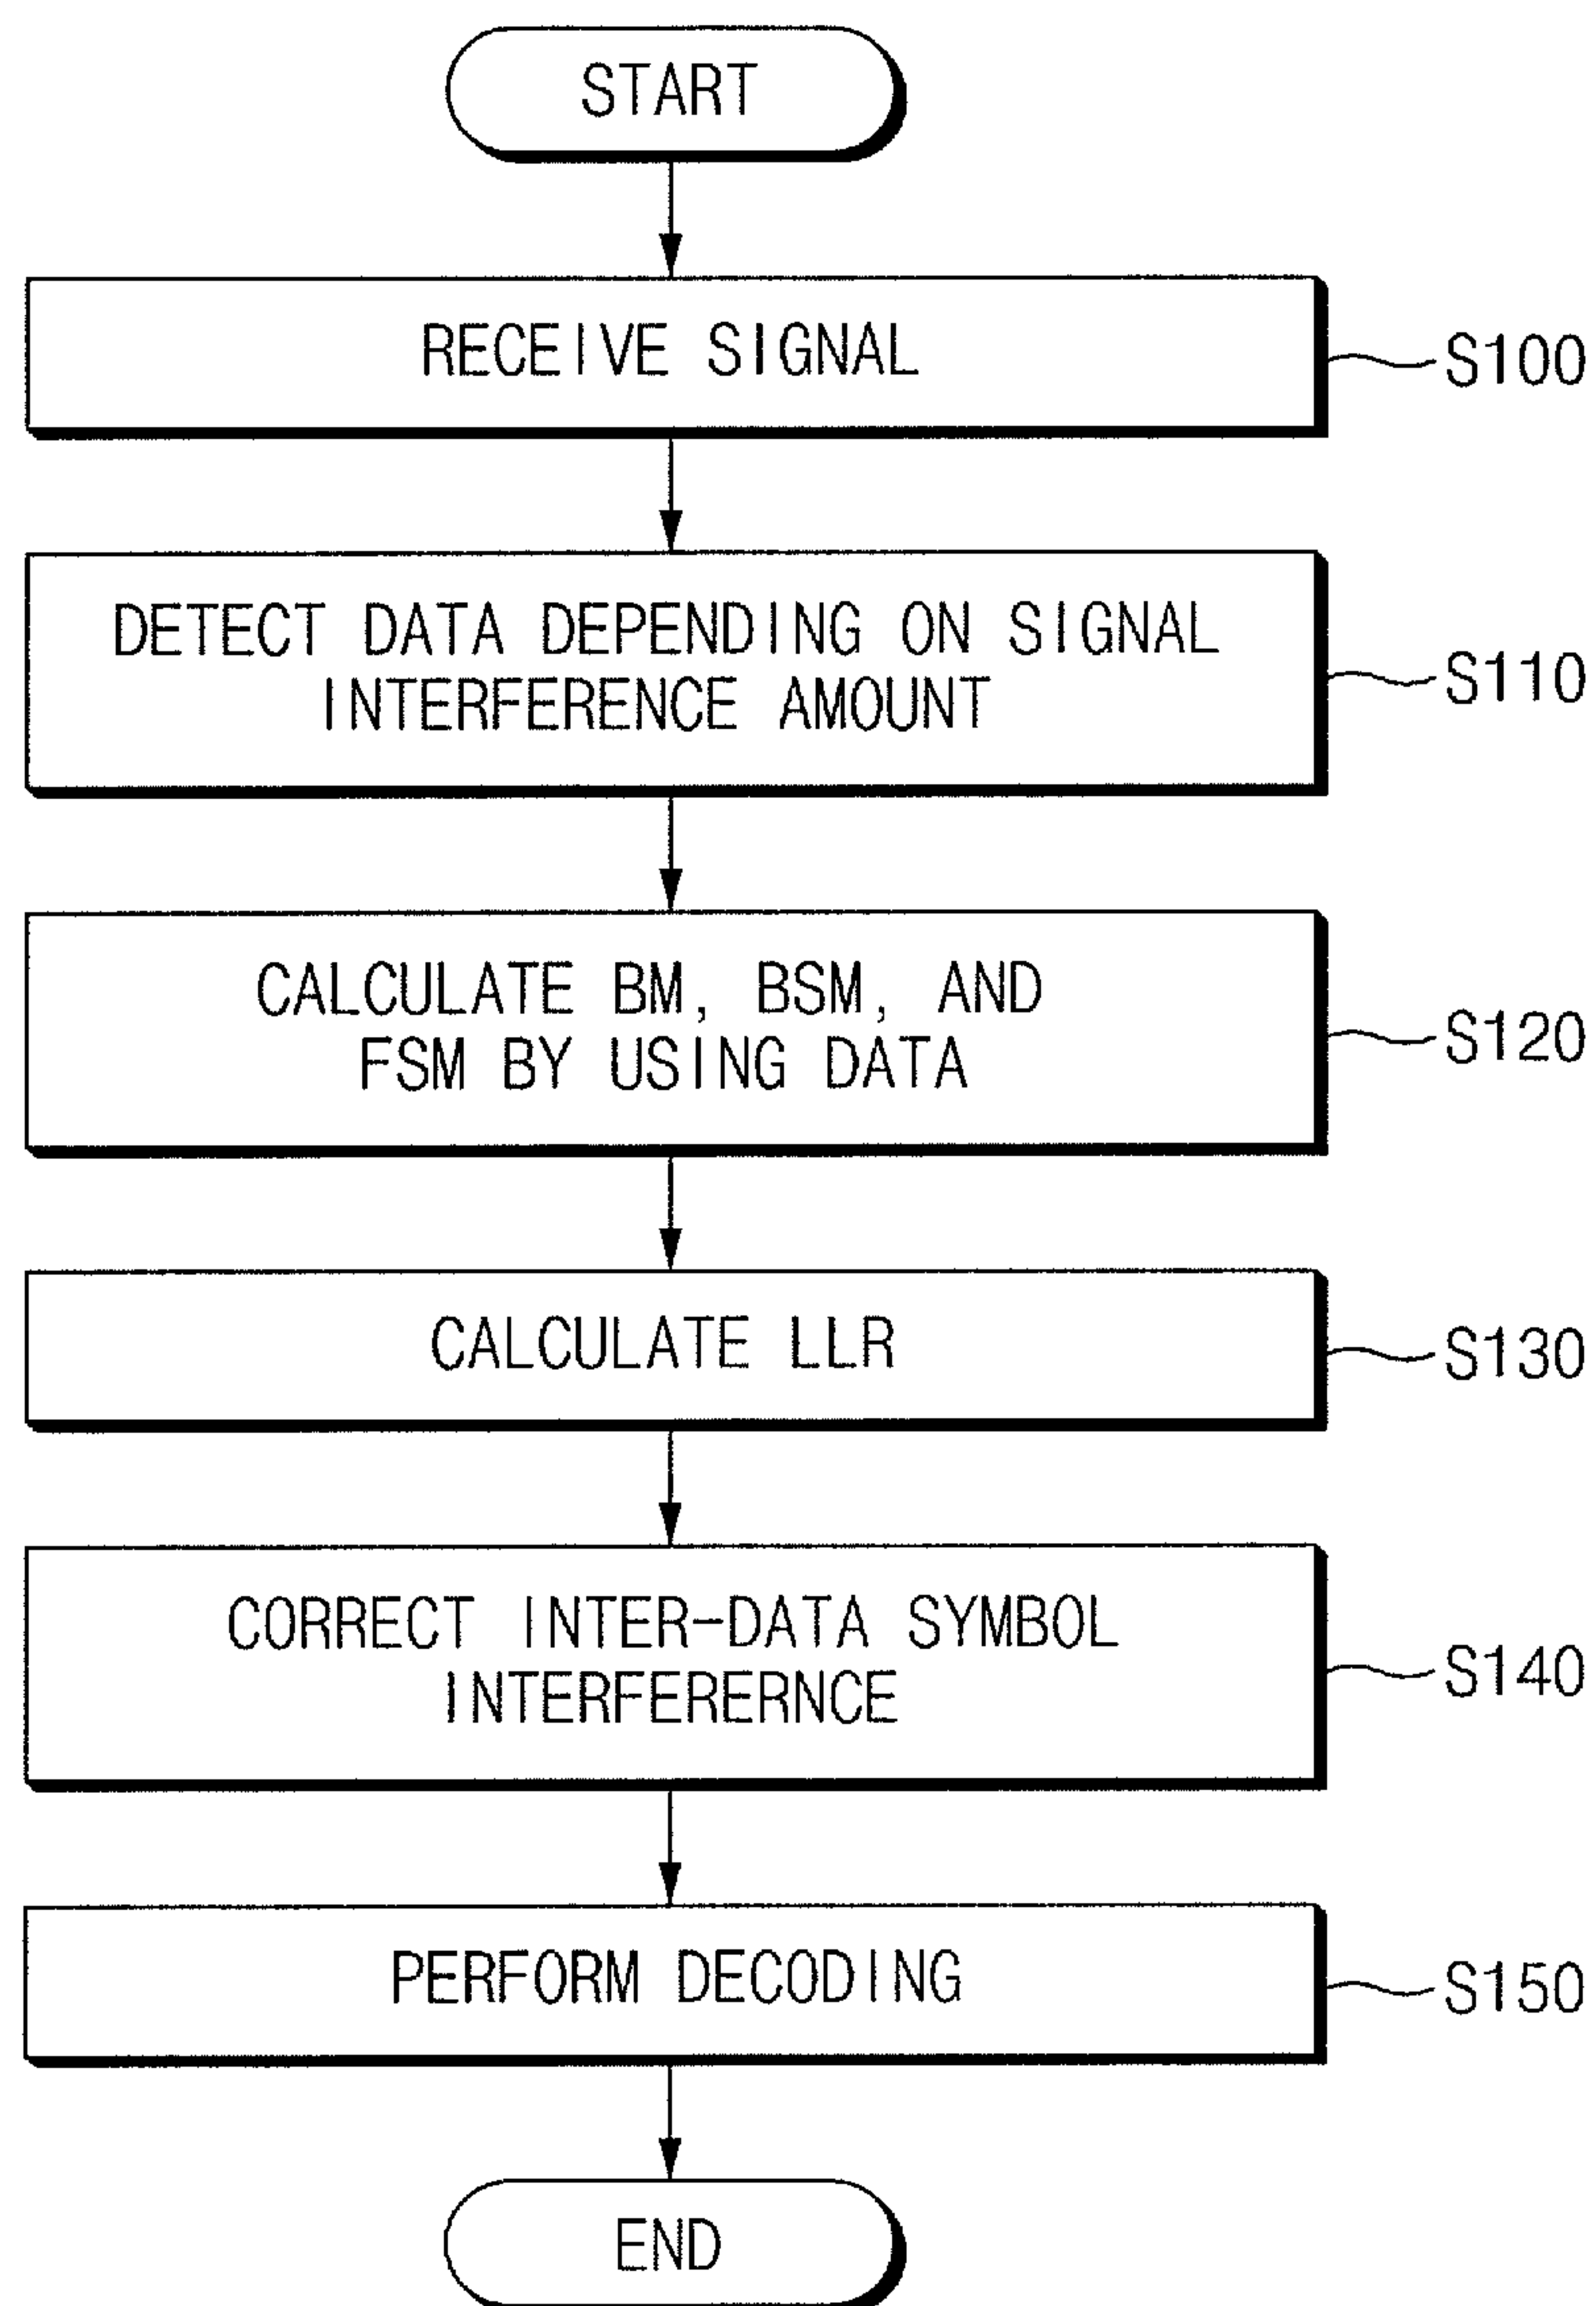 START
RECEIVE SIGNAL
S100
DETECT DATA DEPENDING ON SIGNAL
INTERFERENCE AMOUNT
S110
CALCULATE BM, BSM, AND
FSM BY USING DATA
S120
CALCULATE LLR
S130
CORRECT INTER-DATA SYMBOL
INTERFERERNCE
S140
PERFORM DECODING
S150
END